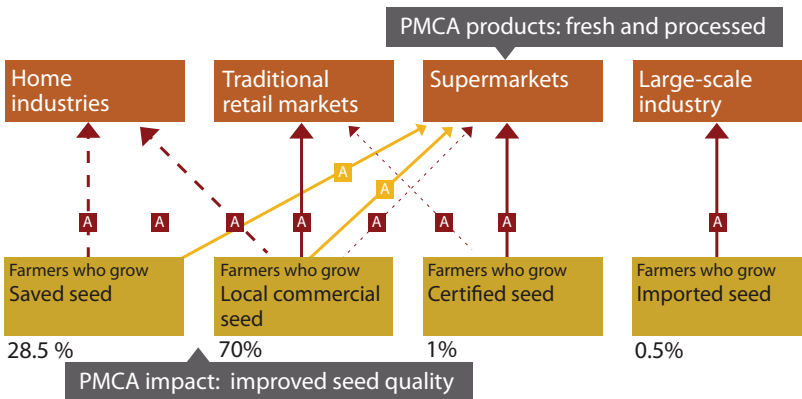 PMCA products: fresh and processed
Home
industries
Traditional
retail markets
Supermarkets
Large-scale
industry
A
A
A A A A A A A A
Farmers who grow
Saved seed
Farmers who grow
Local commercial
seed
Farmers who grow
Certified seed
Farmers who grow
Imported seed
28.5 %
70%
1%
0.5%
PMCA impact: improved seed quality